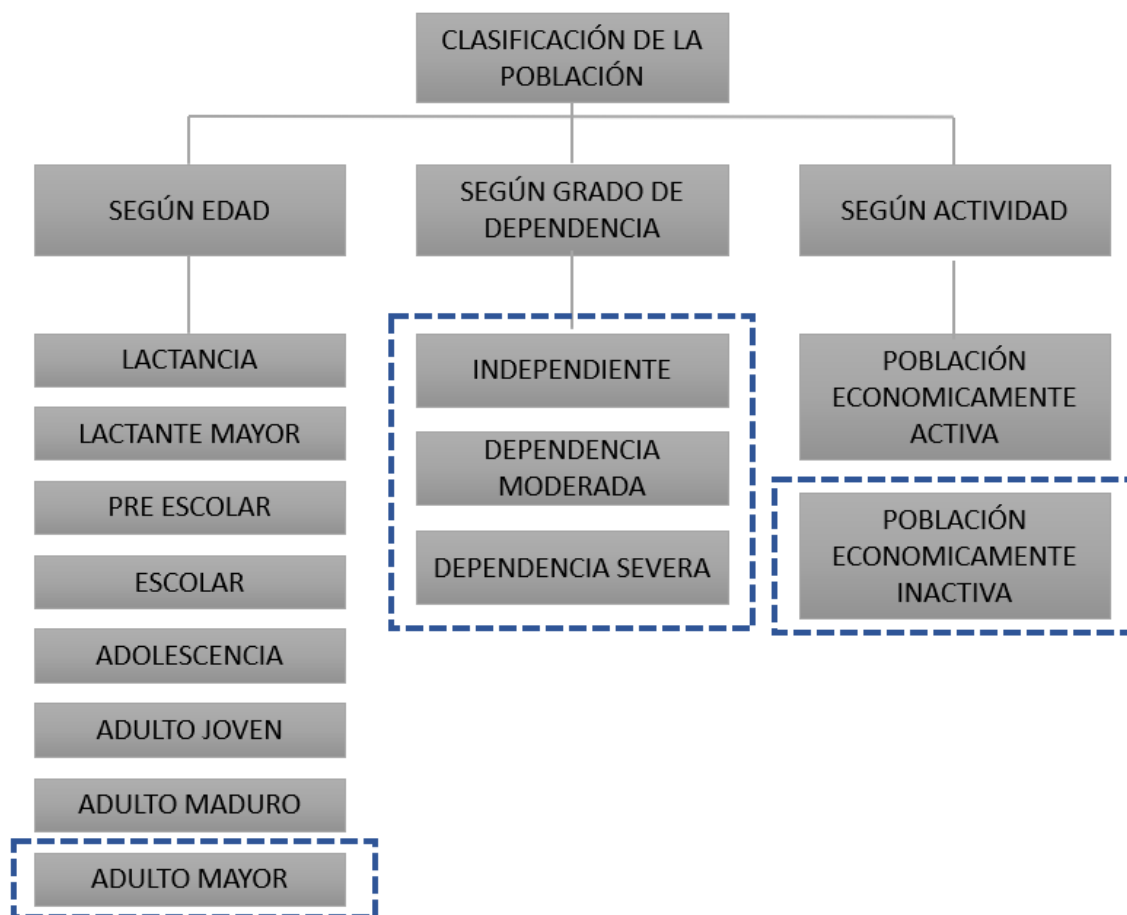 CLASIFICACIÓN DE LA
POBLACIÓN
SEGÚN EDAD
LACTANCIA
LACTANTE MAYOR
PRE ESCOLAR
ESCOLAR
ADOLESCENCIA
ADULTO JOVEN
ADULTO MADURO
ADULTO MAYOR
SEGÚN GRADO DE
DEPENDENCIA
INDEPENDIENTE
DEPENDENCIA
MODERADA
DEPENDENCIA SEVERA
SEGÚN ACTIVIDAD
POBLACIÓN
ECONOMICAMENTE
ACTIVA
POBLACIÓN
ECONOMICAMENTE
INACTIVA